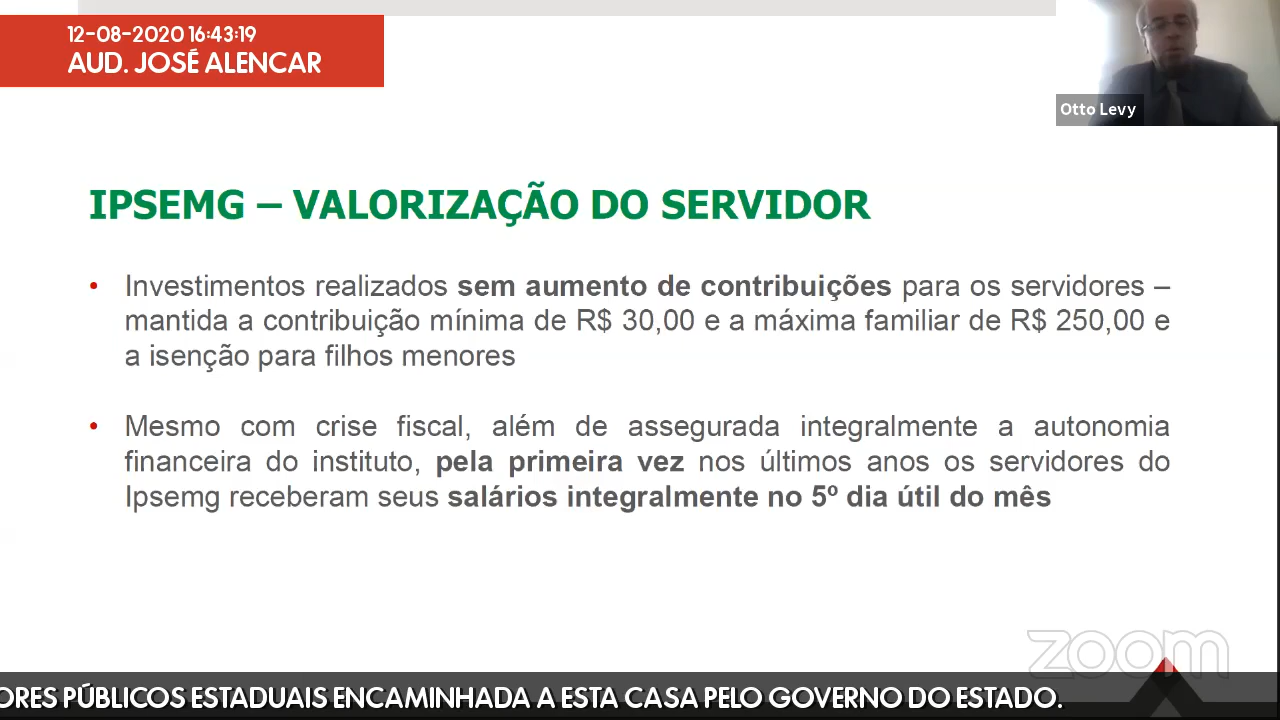 12-08-2020 16:43:19
AUD. JOSÉ ALENCAR
Otto Levy
IPSEMG – VALORIZAÇÃO DO SERVIDOR
• Investimentos realizados sem aumento de contribuições para os servidores –
mantida a contribuição mínima de R$ 30,00 e a máxima familiar de R$ 250,00 e
a isenção para filhos menores
• Mesmo com crise fiscal, além de assegurada integralmente a autonomia
financeira do instituto, pela primeira vez nos últimos anos os servidores do
Ipsemg receberam seus salários integralmente no 5º dia útil do mês
zoom
ORES PÚBLICOS ESTADUAIS ENCAMINHADA A ESTA CASA PELO GOVERNO DO ESTADO.